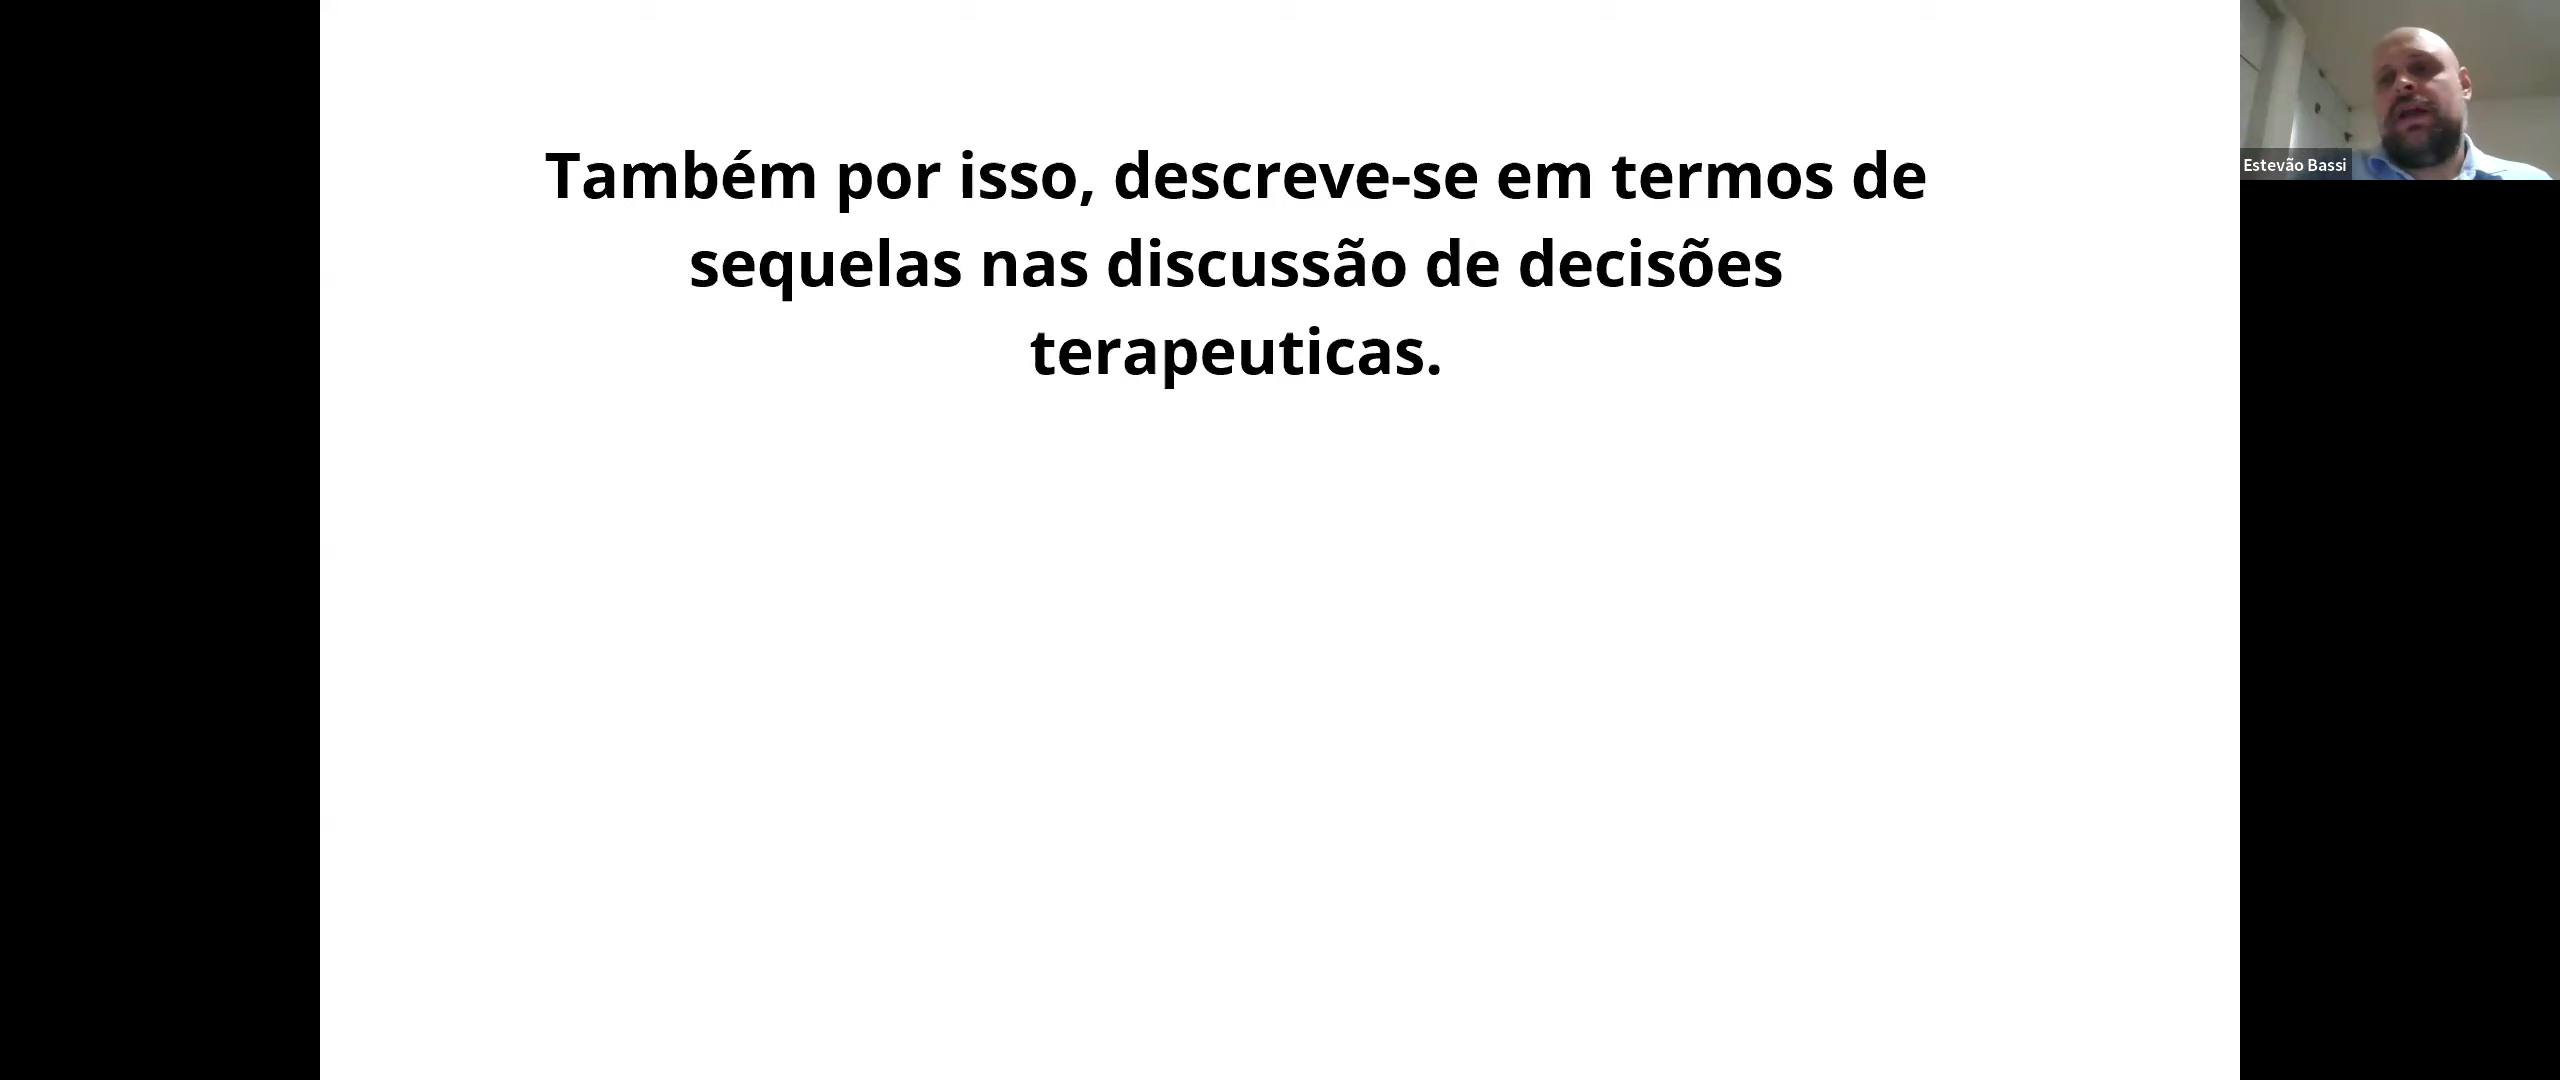 Também por isso, descreve-se em termos de
sequelas nas discussão de decisões
terapeuticas.
Estevão Bassi